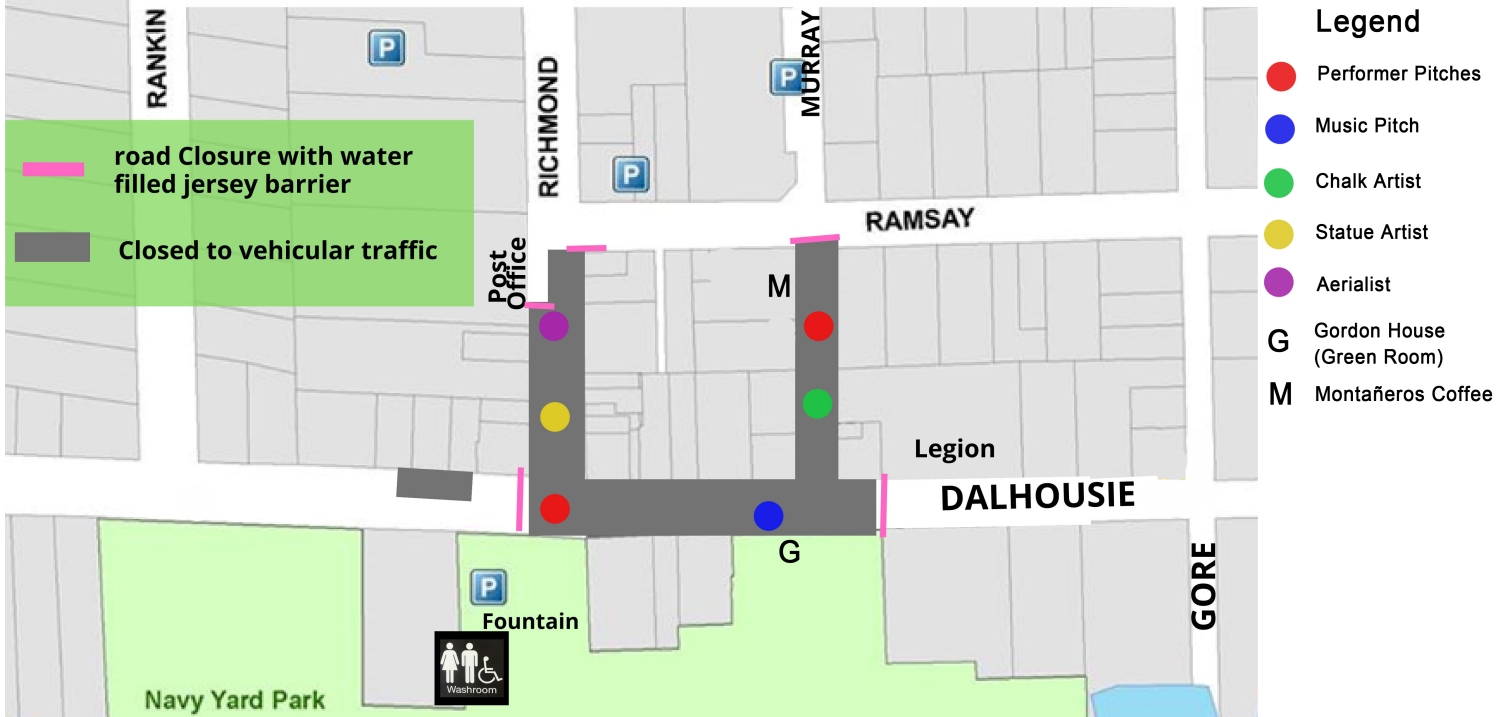 RANKIN
P
RICHMOND
P
MURRAY
P
road Closure with water
filled jersey barrier
Closed to vehicular traffic
Post
Office
RAMSAY
M
Legion
DALHOUSIE
G
GORE
P
Fountain
Washroom
Navy Yard Park
Legend
Performer Pitches
Music Pitch
Chalk Artist
Statue Artist
Aerialist
G Gordon House
(Green Room)
M Montañeros Coffee